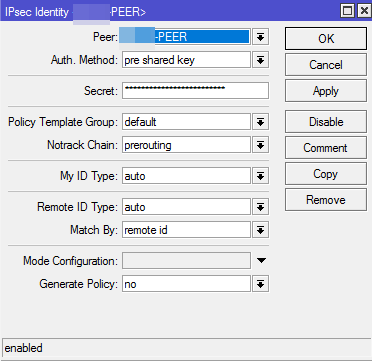 IPsec Identity -PEER>
Peer: -PEER
OK
Auth. Method: pre shared key
Cancel
Secret: *************************
Apply
Policy Template Group: default
Disable
Notrack Chain: prerouting
Comment
My ID Type: auto
Copy
Remote ID Type: auto
Remove
Match By: remote id
Mode Configuration:
Generate Policy: no
enabled